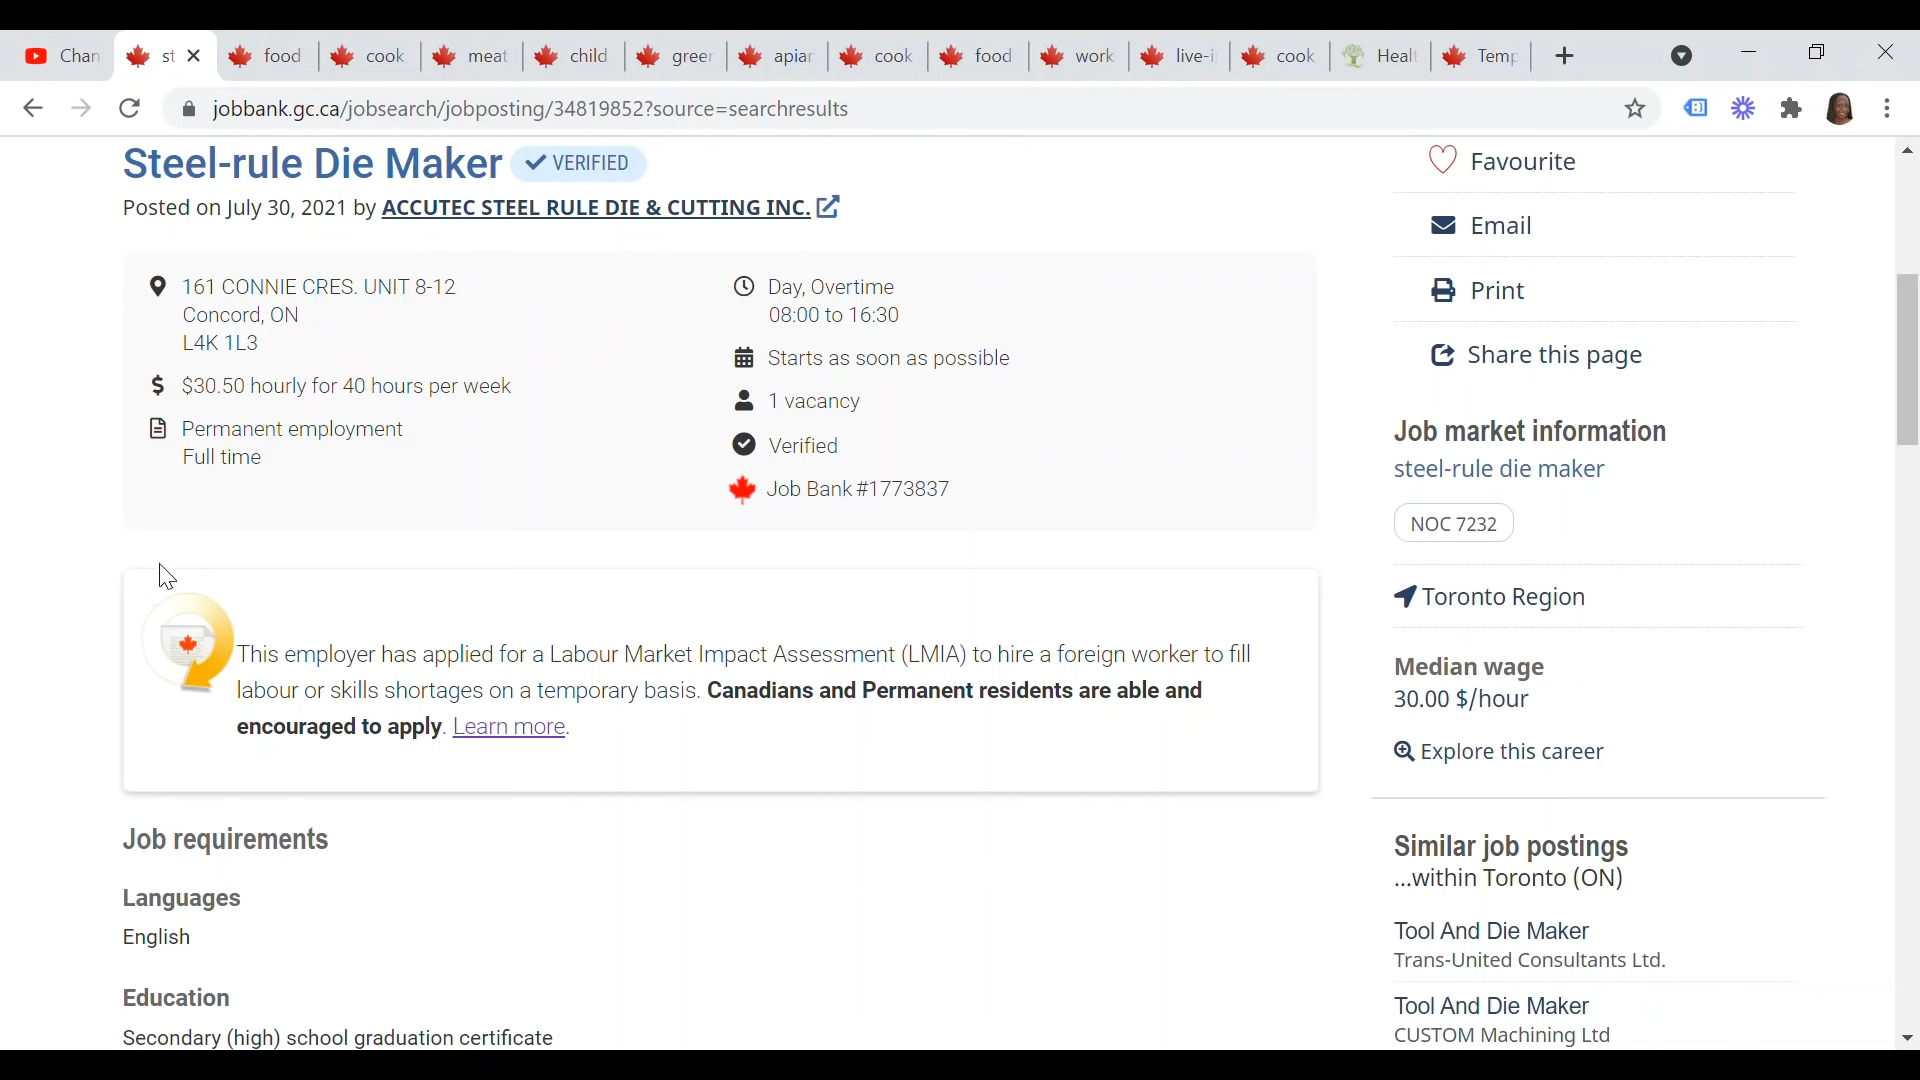 Chan
st
food
cook
meat
child
green
apiar
cook
food
work
live-i
cook
Healt
Temp
jobbank.gc.ca/jobsearch/jobposting/34819852?source=searchresults
Steel-rule Die Maker VERIFIED
Posted on July 30, 2021 by ACCUTEC STEEL RULE DIE & CUTTING INC.
161 CONNIE CRES. UNIT 8-12
Concord, ON
L4K 1L3
$30.50 hourly for 40 hours per week
Permanent employment
Full time
Day, Overtime
08:00 to 16:30
Starts as soon as possible
1 vacancy
Verified
Job Bank #1773837
This employer has applied for a Labour Market Impact Assessment (LMIA) to hire a foreign worker to fill
labour or skills shortages on a temporary basis. Canadians and Permanent residents are able and
encouraged to apply. Learn more.
Job requirements
Languages
English
Education
Secondary (high) school graduation certificate
Favourite
Email
Print
Share this page
Job market information
steel-rule die maker
NOC 7232
Toronto Region
Median wage
30.00 $/hour
Explore this career
Similar job postings
...within Toronto (ON)
Tool And Die Maker
Trans-United Consultants Ltd.
Tool And Die Maker
CUSTOM Machining Ltd